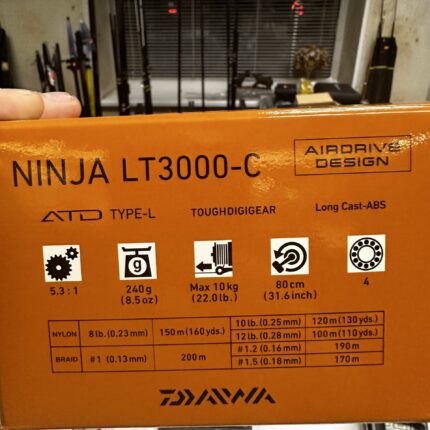 NINJA LT3000-C
AIRDRIVE
DESIGN
ATD TYPE-L
TOUGHDIGIGEAR
Long Cast-ABS
g
5.3 : 1
240 g
(8.5 oz)
Max 10 kg
(22.0 lb.)
80 cm
(31.6 inch)
4
NYLON 8 lb. (0.23 mm) 150 m (160 yds.) 10 lb. (0.25 mm) 120 m (130 yds.)
12 lb. (0.28 mm) 100 m (110 yds.)
BRAID #1 (0.13 mm) 200 m #1.2 (0.16 mm) 190 m
#1.5 (0.18 mm) 170 m
DAIWA